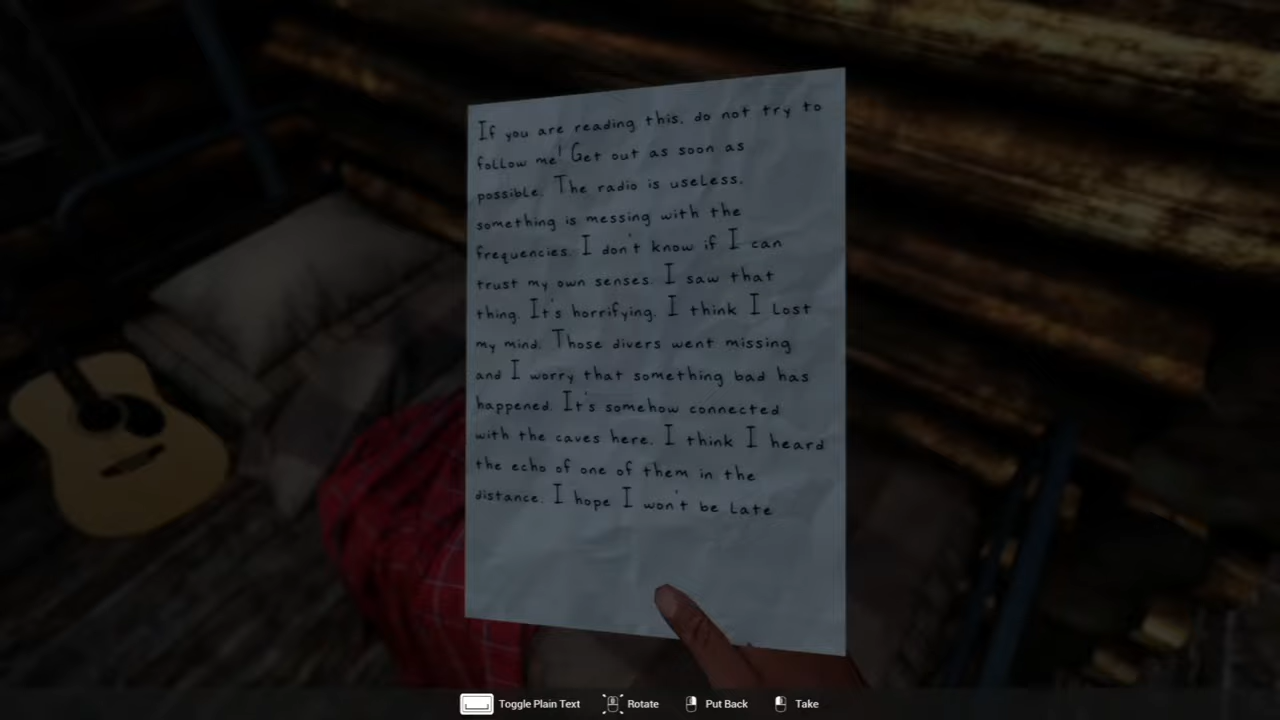 If you are reading this, do not try to
follow me! Get out as soon as
possible. The radio is useless,
something is messing with the
frequencies. I don't know if I can
trust my own senses. I saw that
thing. It's horrifying. I think I lost
my mind. Those divers went missing
and I worry that something bad has
happened. It's somehow connected
with the caves here. I think I heard
the echo of one of them in the
distance. I hope I won't be late
Toggle Plain Text Rotate Put Back Take